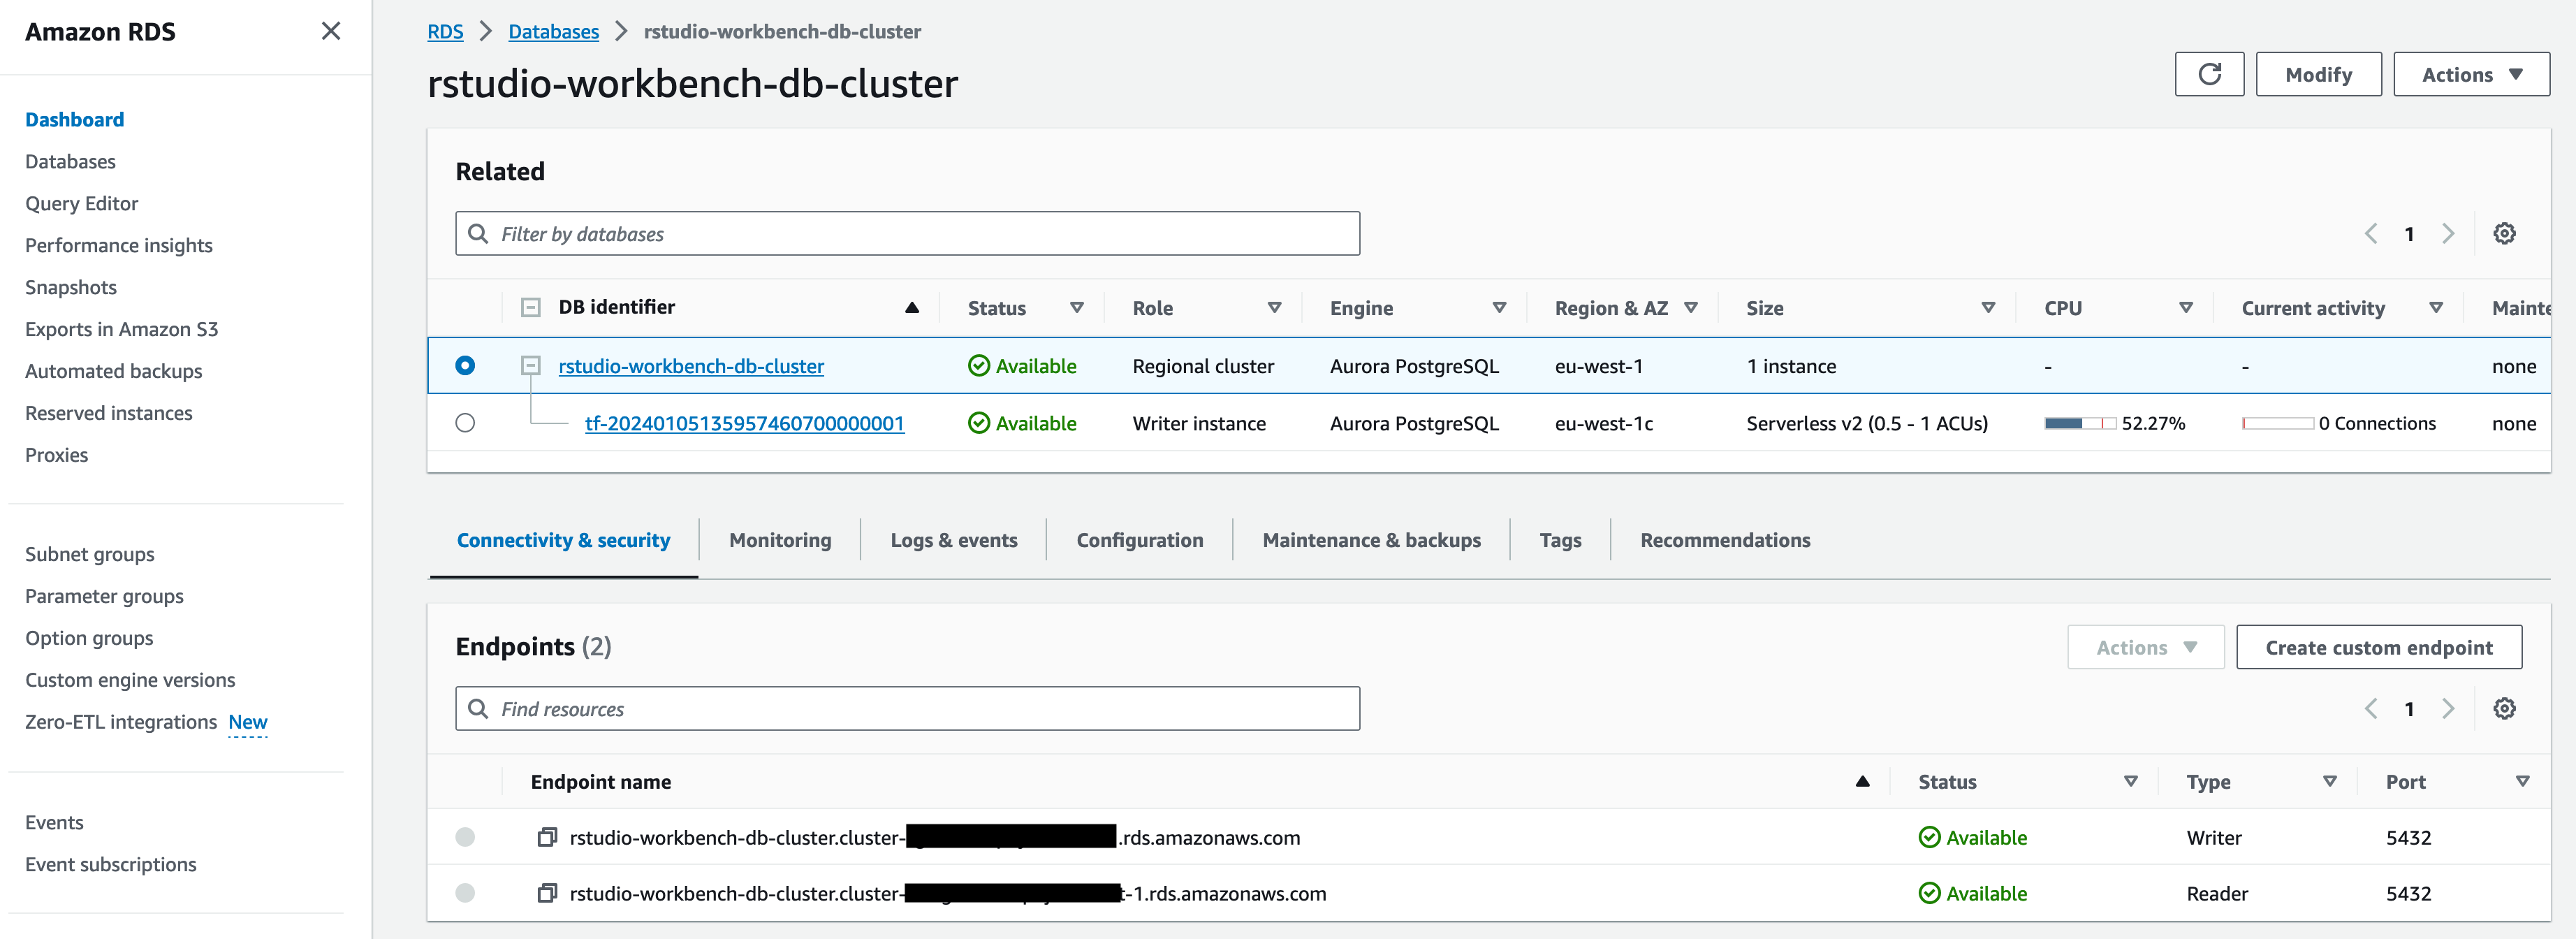 Amazon RDS
Dashboard
Databases
Query Editor
Performance insights
Snapshots
Exports in Amazon S3
Automated backups
Reserved instances
Proxies
Subnet groups
Parameter groups
Option groups
Custom engine versions
Zero-ETL integrations New
Events
Event subscriptions
RDS > Databases > rstudio-workbench-db-cluster
rstudio-workbench-db-cluster
Modify
Actions
Related
Filter by databases
1
DB identifier Status Role Engine Region & AZ Size CPU Current activity Mainte
rstudio-workbench-db-cluster Available Regional cluster Aurora PostgreSQL eu-west-1 1 instance - - none
tf-20240105135957460700000001 Available Writer instance Aurora PostgreSQL eu-west-1c Serverless v2 (0.5 - 1 ACUs) 52.27% 0 Connections none
Connectivity & security Monitoring Logs & events Configuration Maintenance & backups Tags Recommendations
Endpoints (2)
Actions
Create custom endpoint
Find resources
1
Endpoint name Status Type Port
rstudio-workbench-db-cluster.cluster- .rds.amazonaws.com Available Writer 5432
rstudio-workbench-db-cluster.cluster- t-1.rds.amazonaws.com Available Reader 5432